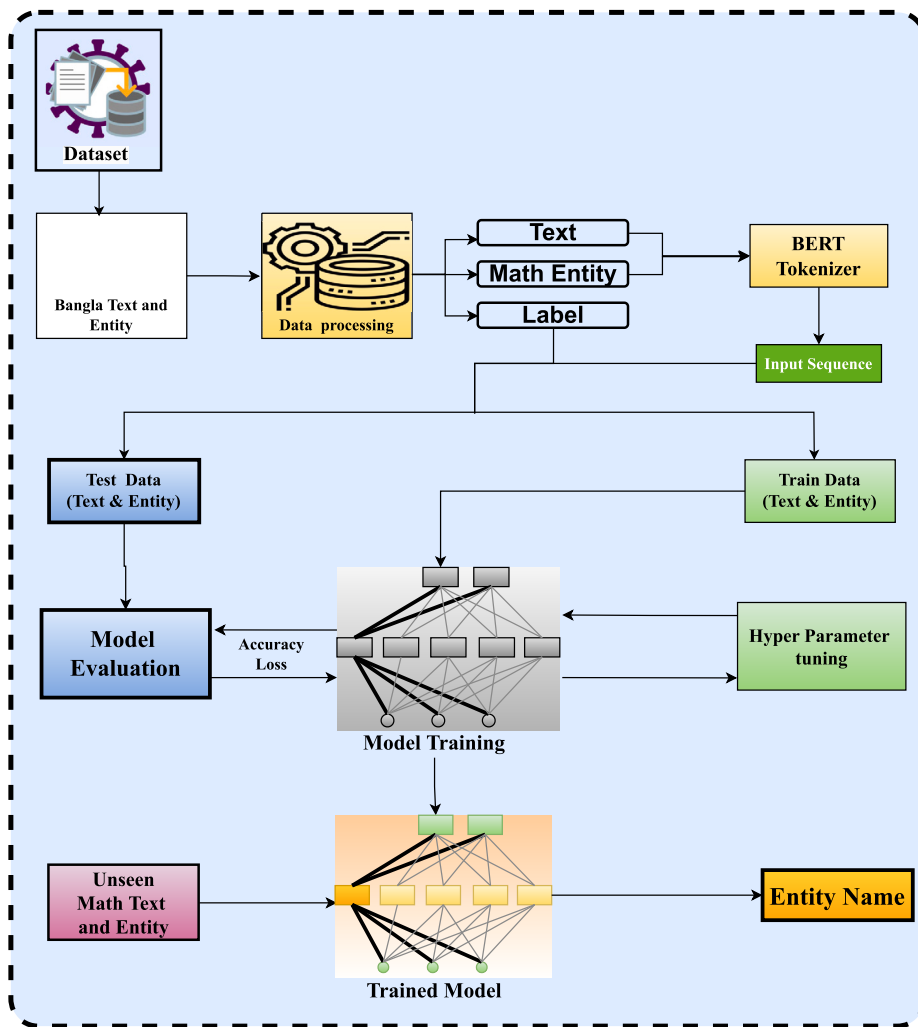 Dataset
Bangla Text and
Entity
Data processing
Text
Math Entity
Label
BERT
Tokenizer
Input Sequence
Test Data
(Text & Entity)
Train Data
(Text & Entity)
Model
Evaluation
Accuracy
Loss
Hyper Parameter
tuning
Model Training
Unseen
Math Text
and Entity
Entity Name
Trained Model